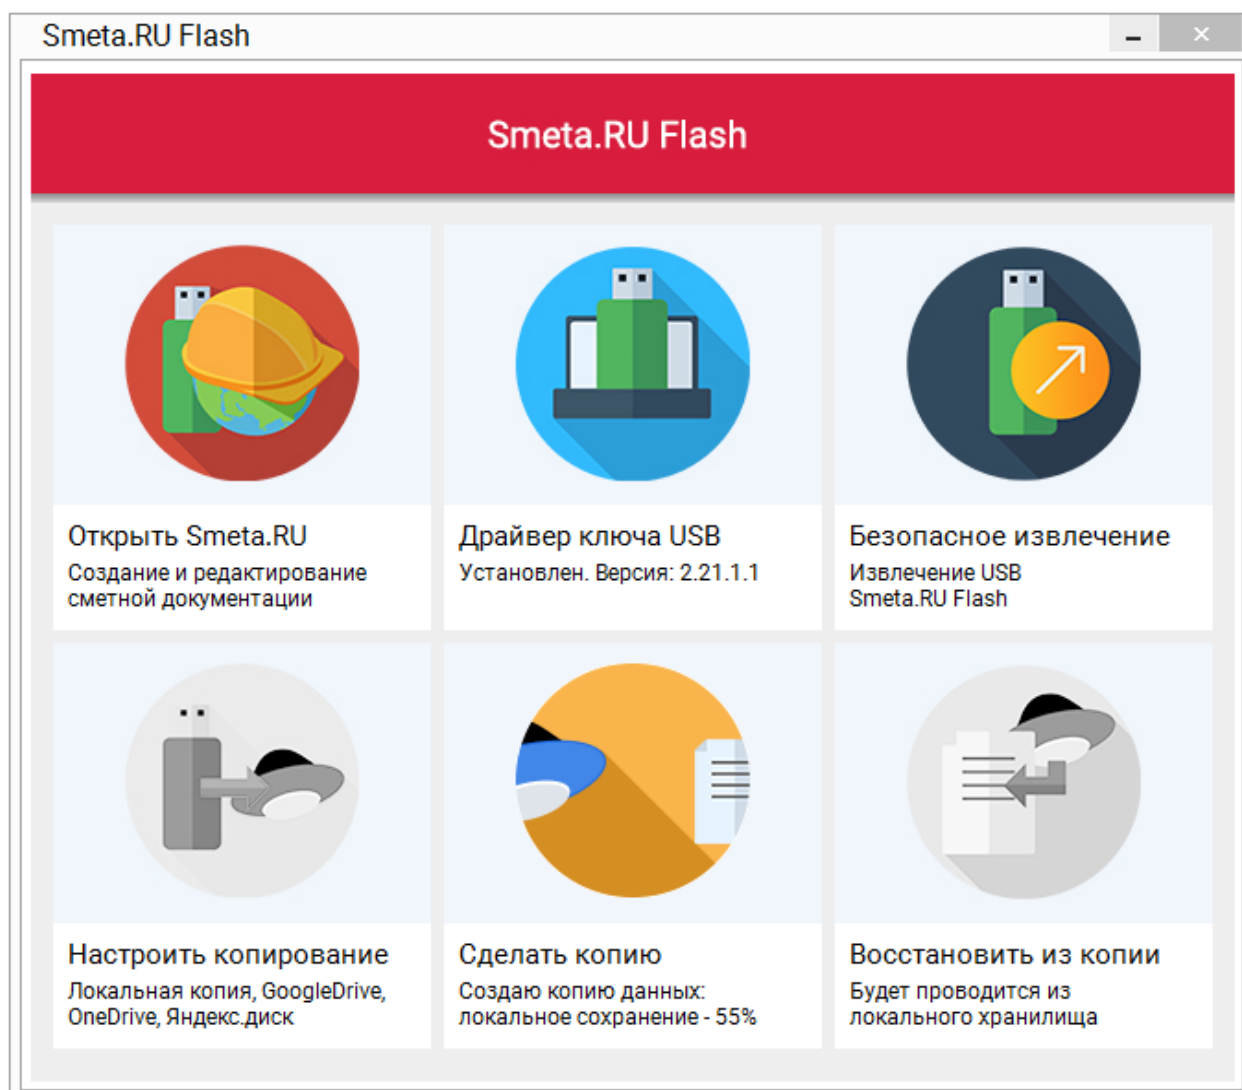 Smeta.RU Flash
Smeta.RU Flash
Открыть Smeta.RU
Создание и редактирование
сметной документации
Драйвер ключа USB
Установлен. Версия: 2.21.1.1
Безопасное извлечение
Извлечение USB
Smeta.RU Flash
Настроить копирование
Локальная копия, GoogleDrive,
OneDrive, Яндекс.диск
Сделать копию
Создаю копию данных:
локальное сохранение - 55%
Восстановить из копии
Будет проводится из
локального хранилища